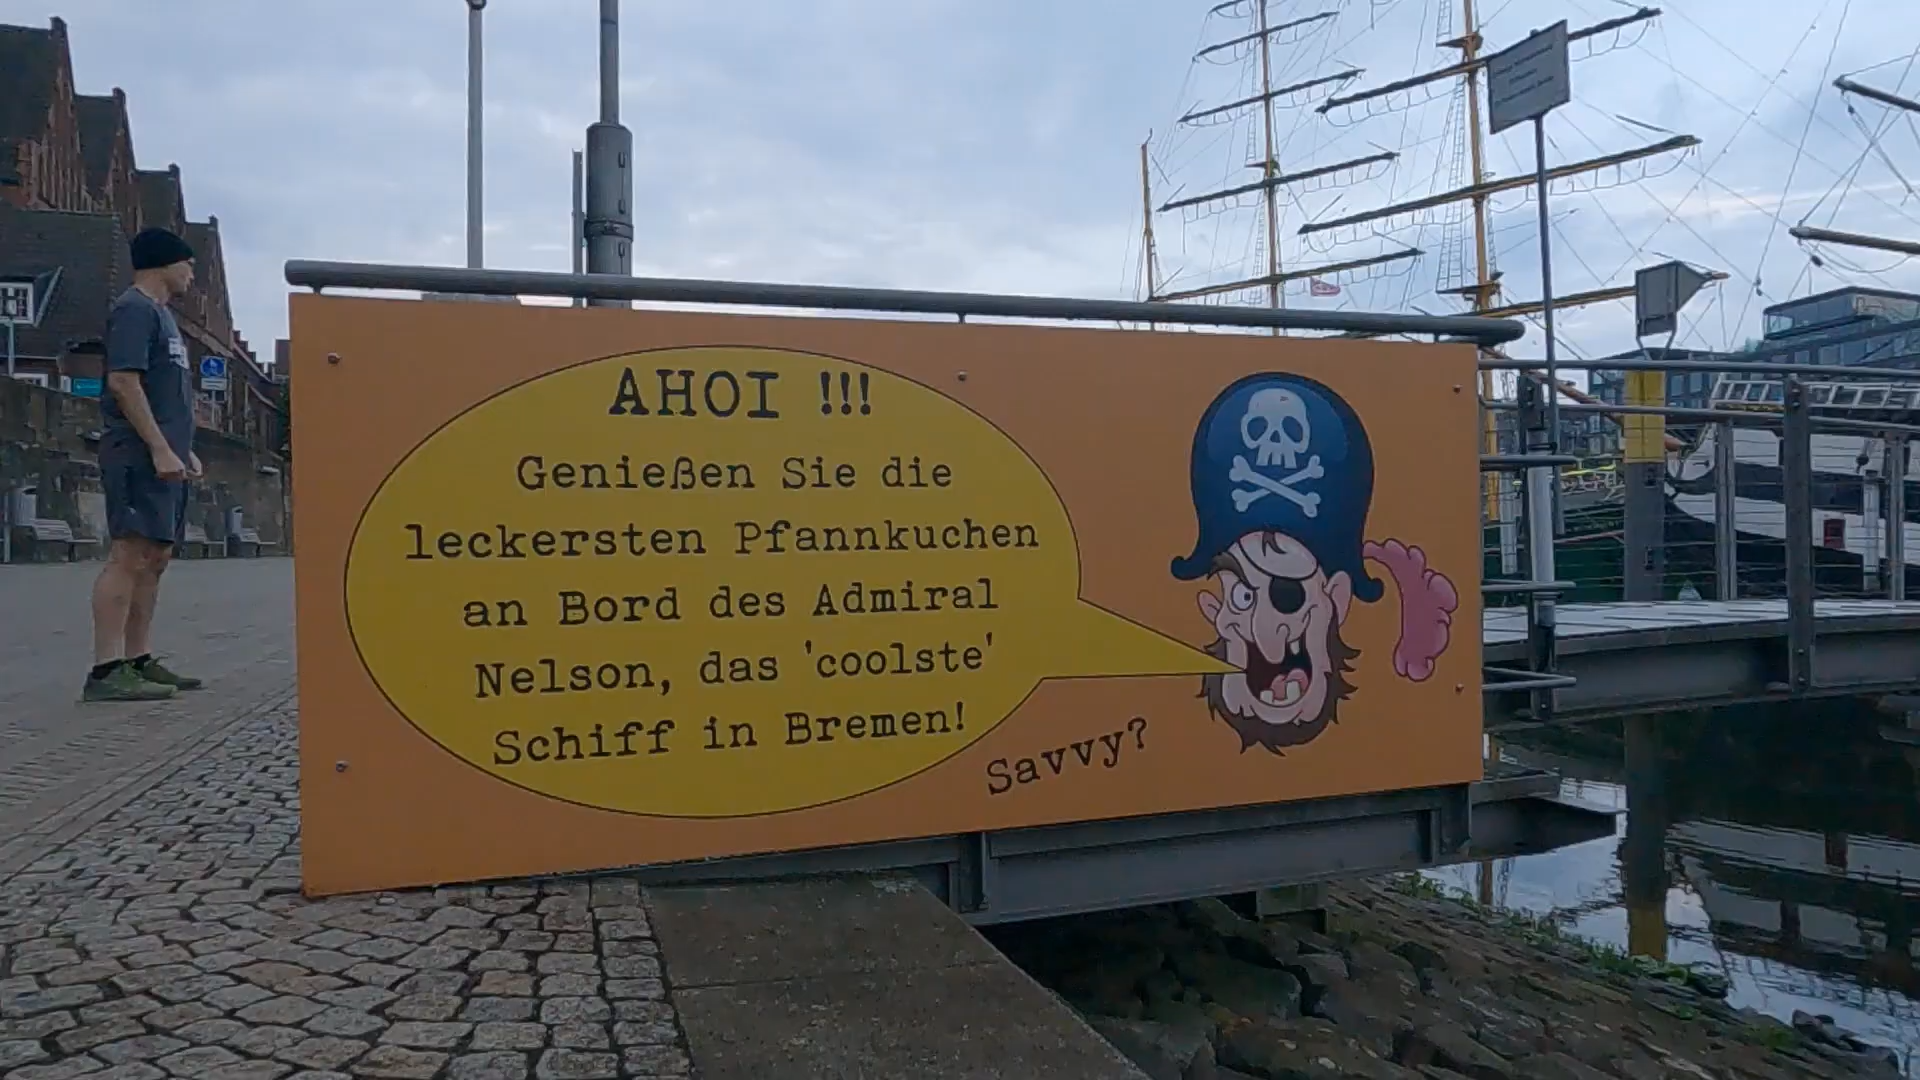 AHOI !!!
Genießen Sie die
leckersten Pfannkuchen
an Bord des Admiral
Nelson, das 'coolste'
Schiff in Bremen!
Savvy?